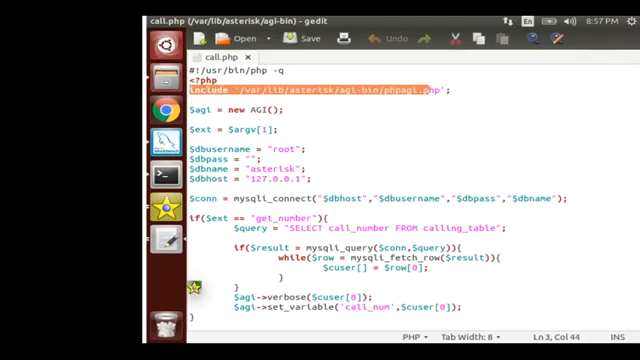 call.php (/var/lib/asterisk/agi-bin) - gedit
En
8:57 PM
Open
Save
call.php ×
#!/usr/bin/php -q
<?php
include '/var/lib/asterisk/agi-bin/phpagi.php';
$agi = new AGI();
$ext = $argv[1];
$dbusername = "root";
$dbpass = "";
$dbname = "asterisk";
$dbhost = "127.0.0.1";
$conn = mysqli_connect("$dbhost","$dbusername","$dbpass","$dbname");
if($ext == "get_number"){
$query = "SELECT call_number FROM calling_table";
if($result = mysqli_query($conn,$query)){
while($row = mysqli_fetch_row($result)){
$cuser[] = $row[0];
}
}
$agi->verbose($cuser[0]);
$agi->set_variable('call_num',$cuser[0]);
}
PHP Tab Width: 8 Ln 3, Col 44 INS